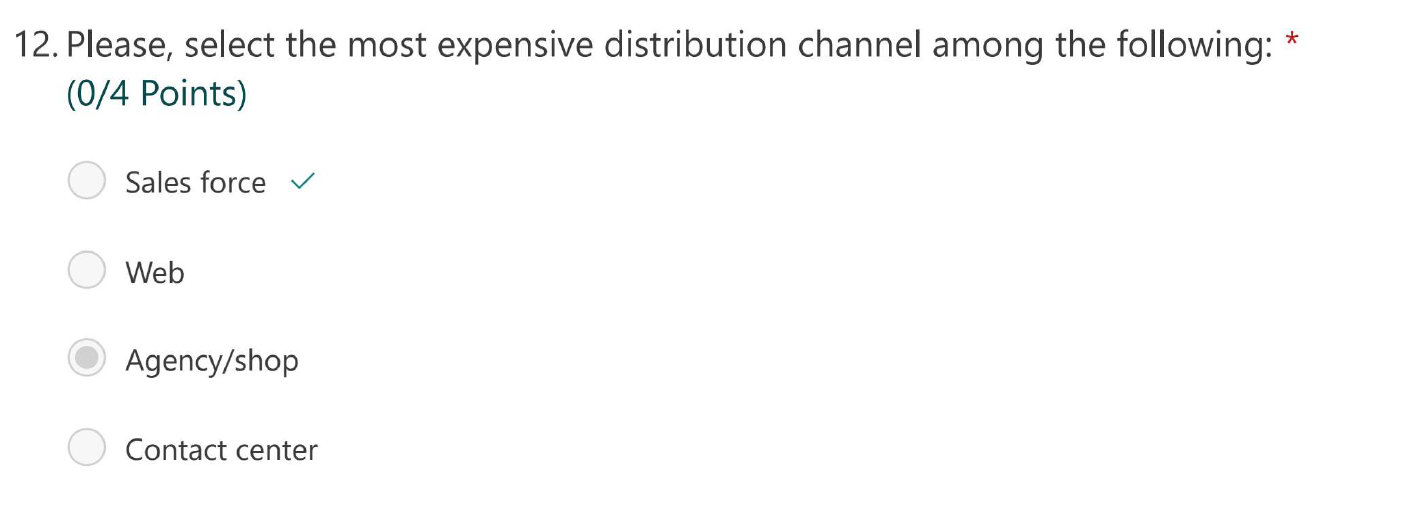 12. Please, select the most expensive distribution channel among the following: *
(0/4 Points)
Sales force
Web
Agency/shop
Contact center